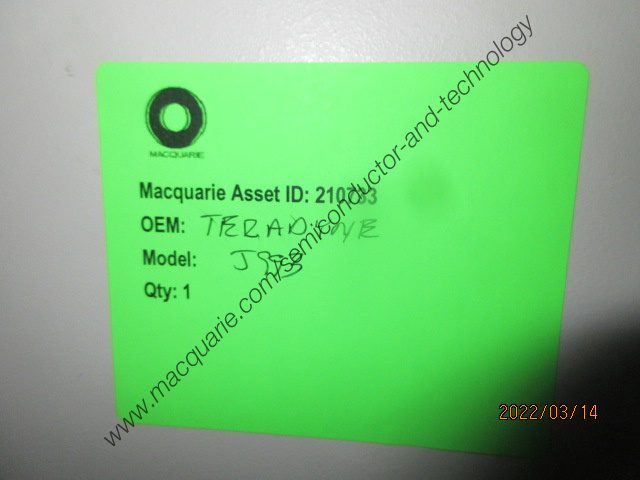 MACQUARIE
Macquarie Asset ID:
OEM: TERADYNE
Model:
Qty: 1
www.macquarie.com/semiconductor-and-technology
2022/03/14